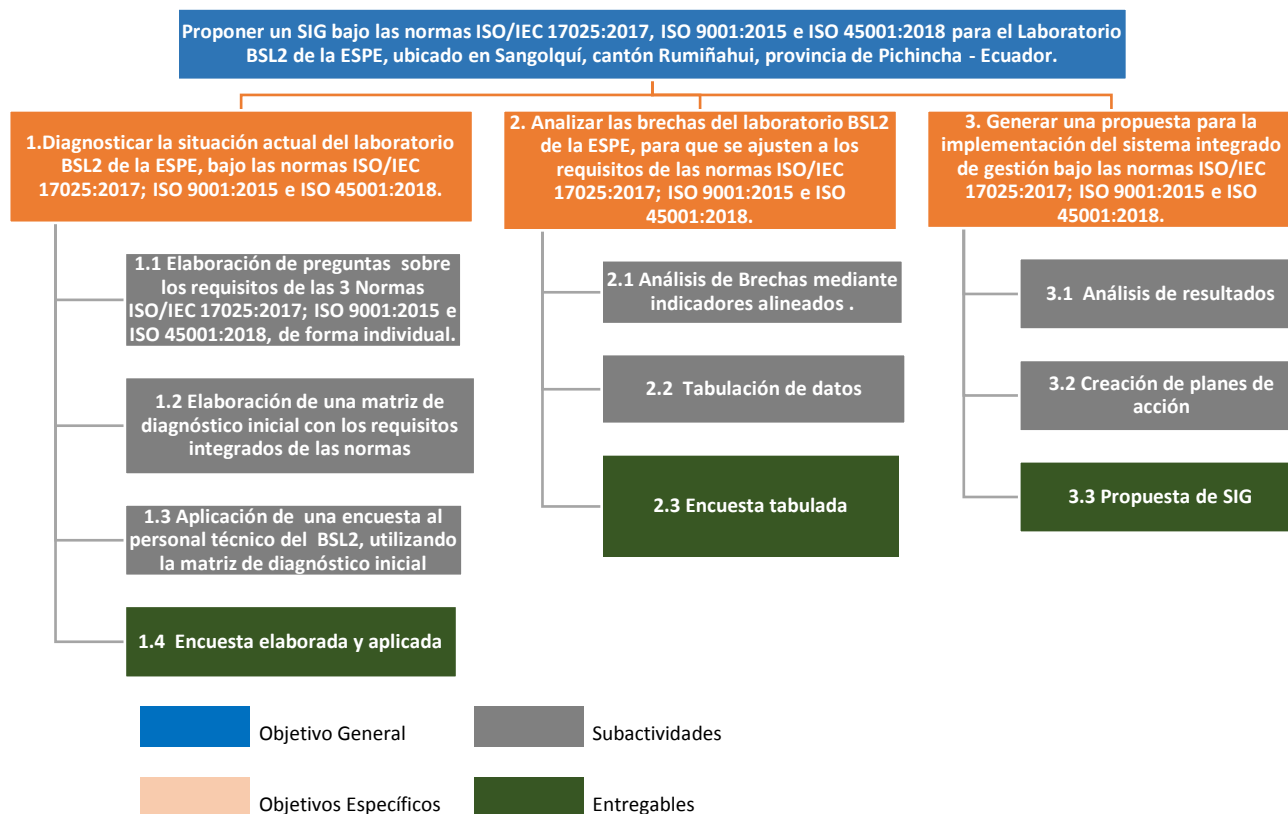 Proponer un SIG bajo las normas ISO/IEC 17025:2017, ISO 9001:2015 e ISO 45001:2018 para el Laboratorio
BSL2 de la ESPE, ubicado en Sangolquí, cantón Rumiñahui, provincia de Pichincha - Ecuador.
1.Diagnosticar la situación actual del laboratorio
BSL2 de la ESPE, bajo las normas ISO/IEC
17025:2017; ISO 9001:2015 e ISO 45001:2018.
1.1 Elaboración de preguntas sobre
los requisitos de las 3 Normas
ISO/IEC 17025:2017; ISO 9001:2015 e
ISO 45001:2018, de forma individual.
1.2 Elaboración de una matriz de
diagnóstico inicial con los requisitos
integrados de las normas
1.3 Aplicación de una encuesta al
personal técnico del BSL2, utilizando
la matriz de diagnóstico inicial
1.4 Encuesta elaborada y aplicada
2. Analizar las brechas del laboratorio BSL2
de la ESPE, para que se ajusten a los
requisitos de las normas ISO/IEC
17025:2017; ISO 9001:2015 e ISO
45001:2018.
2.1 Análisis de Brechas mediante
indicadores alineados .
2.2 Tabulación de datos
2.3 Encuesta tabulada
3. Generar una propuesta para la
implementación del sistema integrado
de gestión bajo las normas ISO/IEC
17025:2017; ISO 9001:2015 e ISO
45001:2018.
3.1 Análisis de resultados
3.2 Creación de planes de
acción
3.3 Propuesta de SIG
Objetivo General
Subactividades
Objetivos Específicos
Entregables